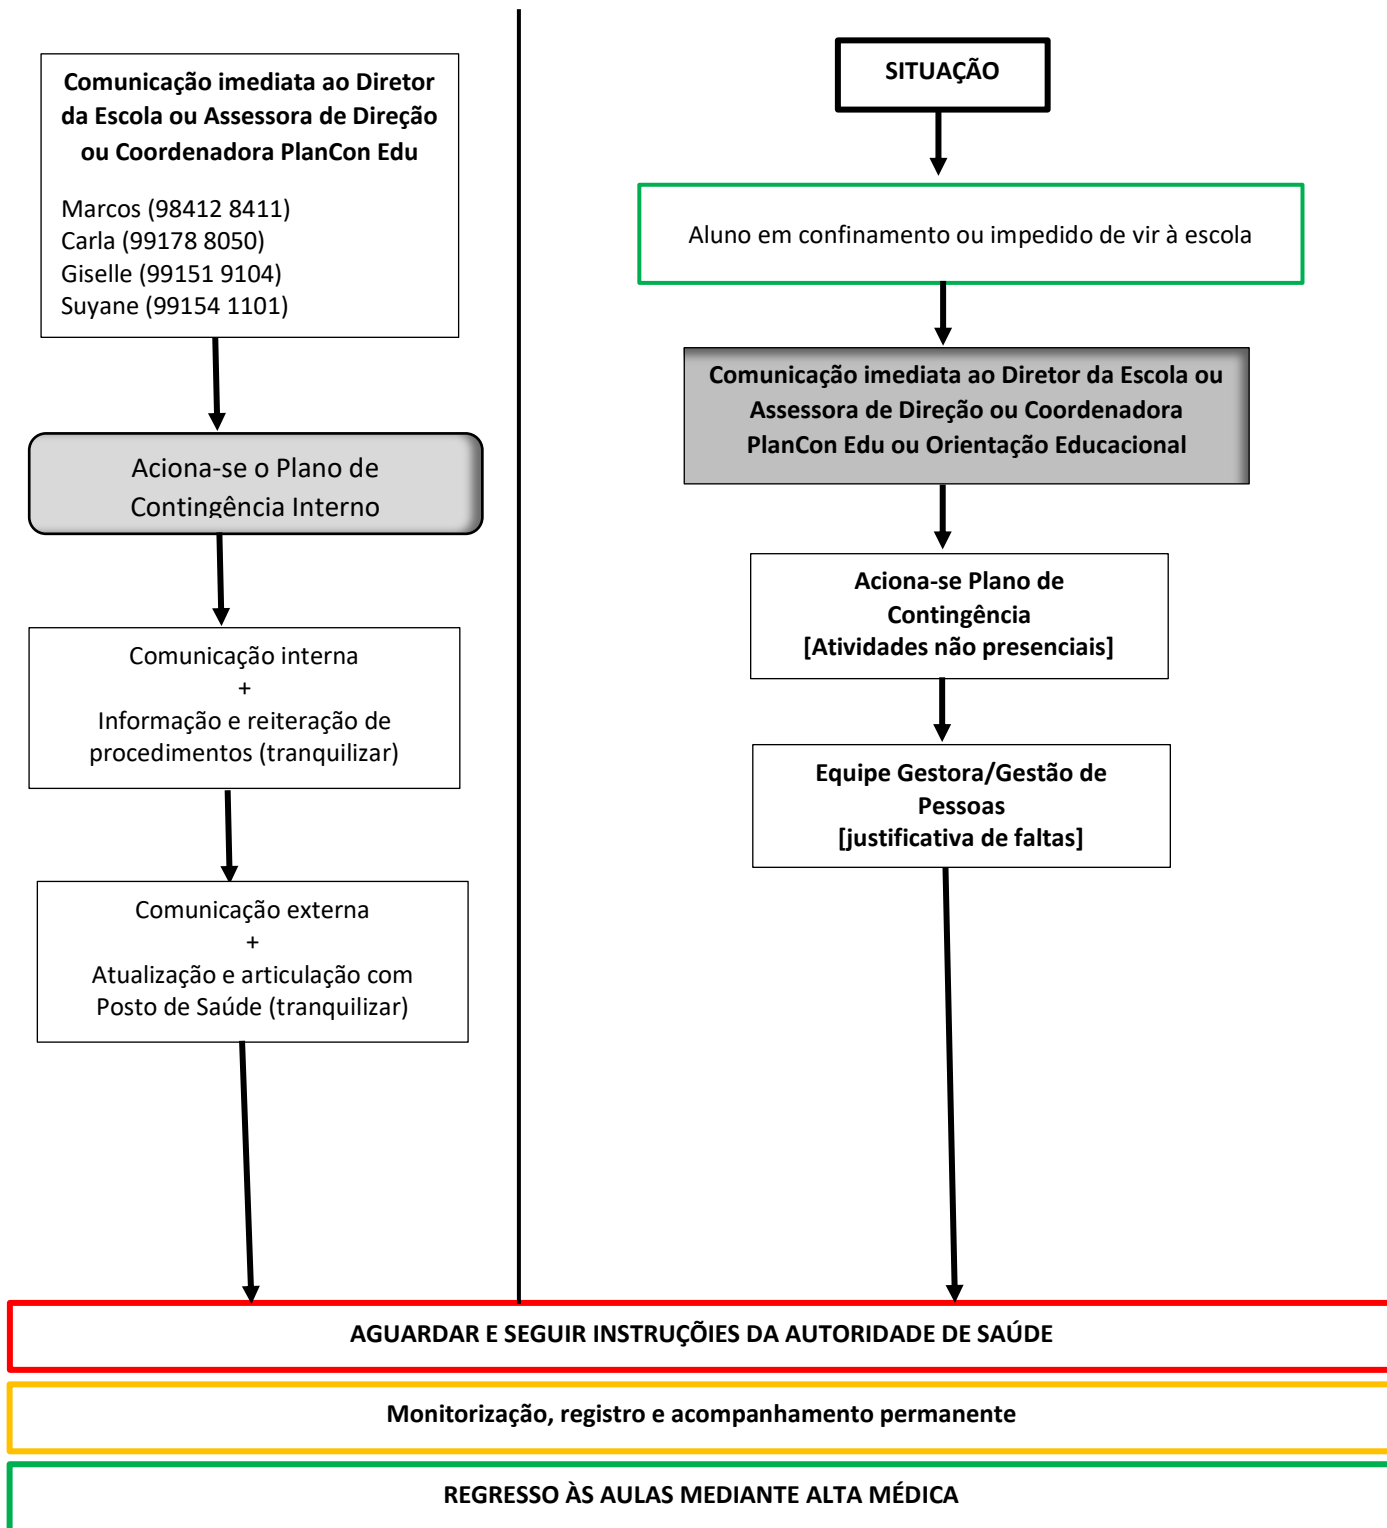 Comunicação imediata ao Diretor
da Escola ou Assessora de Direção
ou Coordenadora PlanCon Edu
Marcos (98412 8411)
Carla (99178 8050)
Giselle (99151 9104)
Suyane (99154 1101)
Aciona-se o Plano de
Contingência Interno
Comunicação interna
+
Informação e reiteração de
procedimentos (tranquilizar)
Comunicação externa
+
Atualização e articulação com
Posto de Saúde (tranquilizar)
SITUAÇÃO
Aluno em confinamento ou impedido de vir à escola
Comunicação imediata ao Diretor da Escola ou
Assessora de Direção ou Coordenadora
PlanCon Edu ou Orientação Educacional
Aciona-se Plano de
Contingência
[Atividades não presenciais]
Equipe Gestora/Gestão de
Pessoas
[justificativa de faltas]
AGUARDAR E SEGUIR INSTRUÇÕIES DA AUTORIDADE DE SAÚDE
Monitorização, registro e acompanhamento permanente
REGRESSO ÀS AULAS MEDIANTE ALTA MÉDICA